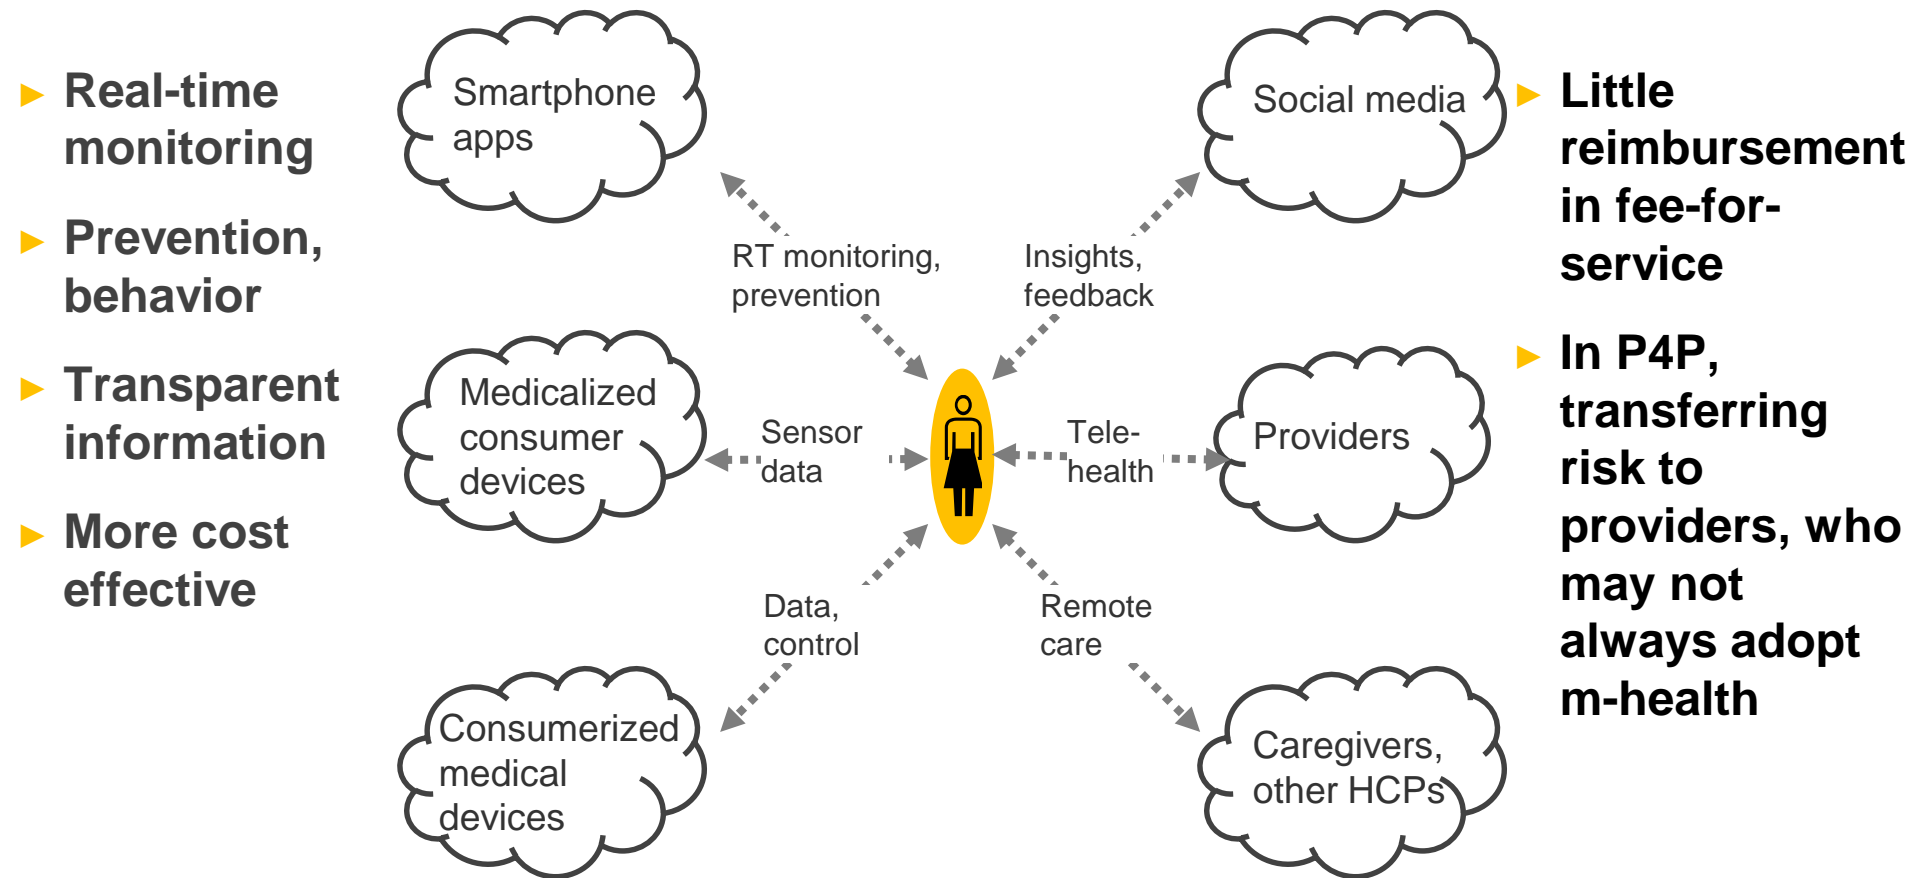 ► Real-time
monitoring
► Prevention,
behavior
► Transparent
information
► More cost
effective
Smartphone
apps
Social media
RT monitoring,
prevention
Insights,
feedback
Medicalized
consumer
devices
Sensor
data
Tele-
health
Providers
Data,
control
Remote
care
Consumerized
medical
devices
Caregivers,
other HCPs
► Little
reimbursement
in fee-for-
service
► In P4P,
transferring
risk to
providers, who
may not
always adopt
m-health